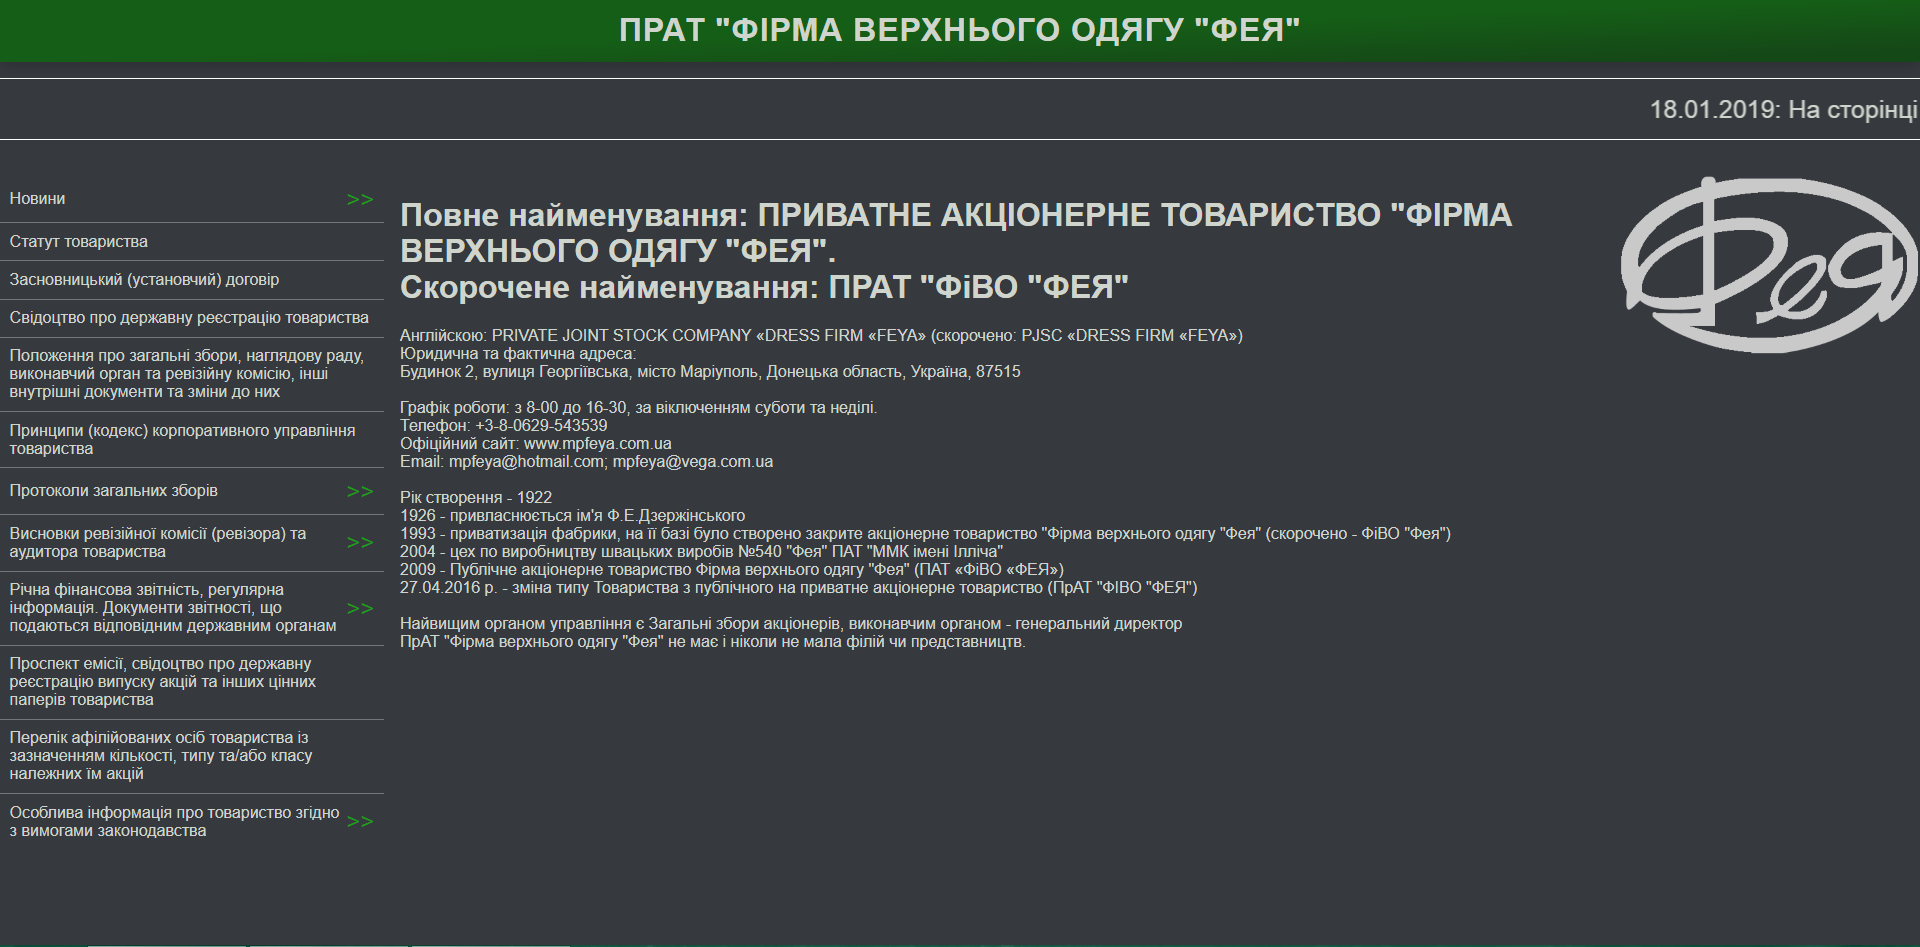 ПРАТ "ФІРМА ВЕРХНЬОГО ОДЯГУ "ФЕЯ"
18.01.2019: На сторінці
Новини >>
Статут товариства
Засновницький (установчий) договір
Свідоцтво про державну реєстрацію товариства
Положення про загальні збори, наглядову раду,
виконавчий орган та ревізійну комісію, інші
внутрішні документи та зміни до них
Принципи (кодекс) корпоративного управління
товариства
Протоколи загальних зборів >>
Висновки ревізійної комісії (ревізора) та
аудитора товариства >>
Річна фінансова звітність, регулярна
інформація. Документи звітності, що >>
подаються відповідним державним органам
Проспект емісії, свідоцтво про державну
реєстрацію випуску акцій та інших цінних
паперів товариства
Перелік афілійованих осіб товариства із
зазначенням кількості, типу та/або класу
належних їм акцій
Особлива інформація про товариство згідно >>
з вимогами законодавства
Повне найменування: ПРИВАТНЕ АКЦІОНЕРНЕ ТОВАРИСТВО "ФІРМА
ВЕРХНЬОГО ОДЯГУ "ФЕЯ".
Скорочене найменування: ПРАТ "ФіВО "ФЕЯ"
Англійскою: PRIVATE JOINT STOCK COMPANY «DRESS FIRM «FEYA» (скорочено: PJSC «DRESS FIRM «FEYA»)
Юридична та фактична адреса:
Будинок 2, вулиця Георгіївська, місто Маріуполь, Донецька область, Україна, 87515
Графік роботи: з 8-00 до 16-30, за віключенням суботи та неділі.
Телефон: +3-8-0629-543539
Офіційний сайт: www.mpfeya.com.ua
Email: mpfeya@hotmail.com; mpfeya@vega.com.ua
Рік створення - 1922
1926 - привласнюється ім'я Ф.Е.Дзержінського
1993 - приватизація фабрики, на її базі було створено закрите акціонерне товариство "Фірма верхнього одягу "Фея" (скорочено - ФіВО "Фея")
2004 - цех по виробництву швацьких виробів №540 "Фея" ПАТ "ММК імені Ілліча"
2009 - Публічне акціонерне товариство Фірма верхнього одягу "Фея" (ПАТ «ФіВО «ФЕЯ»)
27.04.2016 р. - зміна типу Товариства з публічного на приватне акціонерне товариство (ПрАТ "ФІВО "ФЕЯ")
Найвищим органом управління є Загальні збори акціонерів, виконавчим органом - генеральний директор
ПрАТ "Фірма верхнього одягу "Фея" не має і ніколи не мала філій чи представництв.
Фея